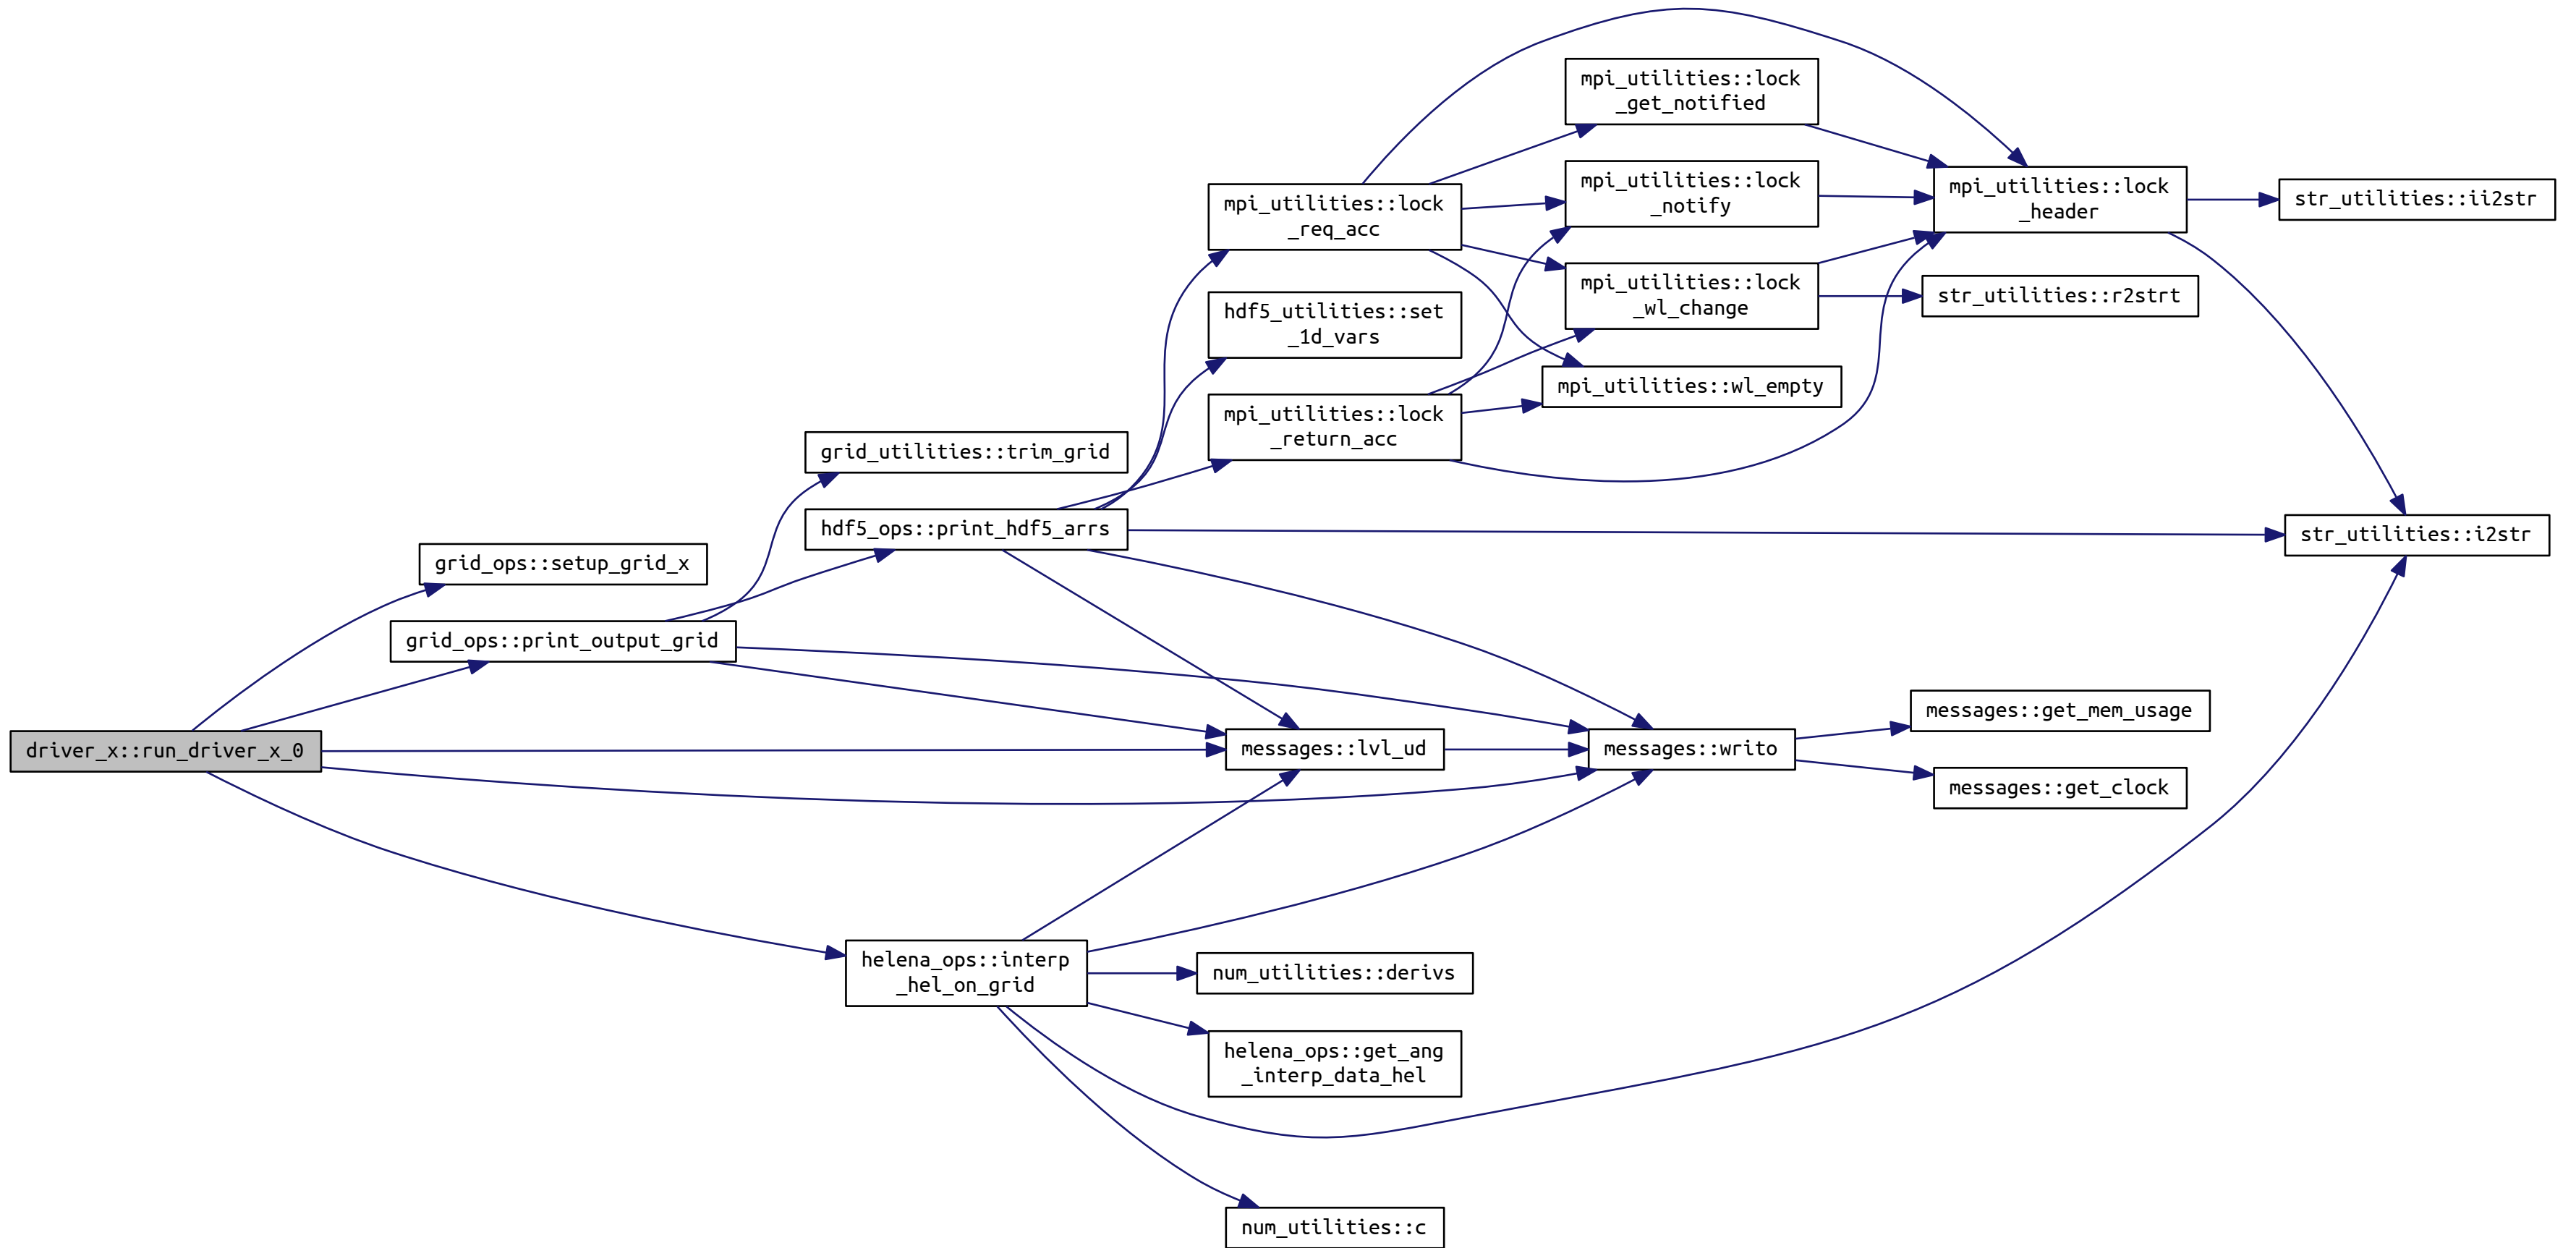 mpi_utilities::lock
_get_notified
mpi_utilities::lock
_req_acc
mpi_utilities::lock
_notify
mpi_utilities::lock
_header
str_utilities::ii2str
hdf5_utilities::set
_1d_vars
mpi_utilities::lock
_wl_change
str_utilities::r2strt
mpi_utilities::wl_empty
mpi_utilities::lock
_return_acc
grid_utilities::trim_grid
hdf5_ops::print_hdf5_arrs
str_utilities::i2str
grid_ops::setup_grid_x
grid_ops::print_output_grid
messages::get_mem_usage
driver_x::run_driver_x_0
messages::lvl_ud
messages::writo
messages::get_clock
helena_ops::interp
_hel_on_grid
num_utilities::derivs
helena_ops::get_ang
_interp_data_hel
num_utilities::c